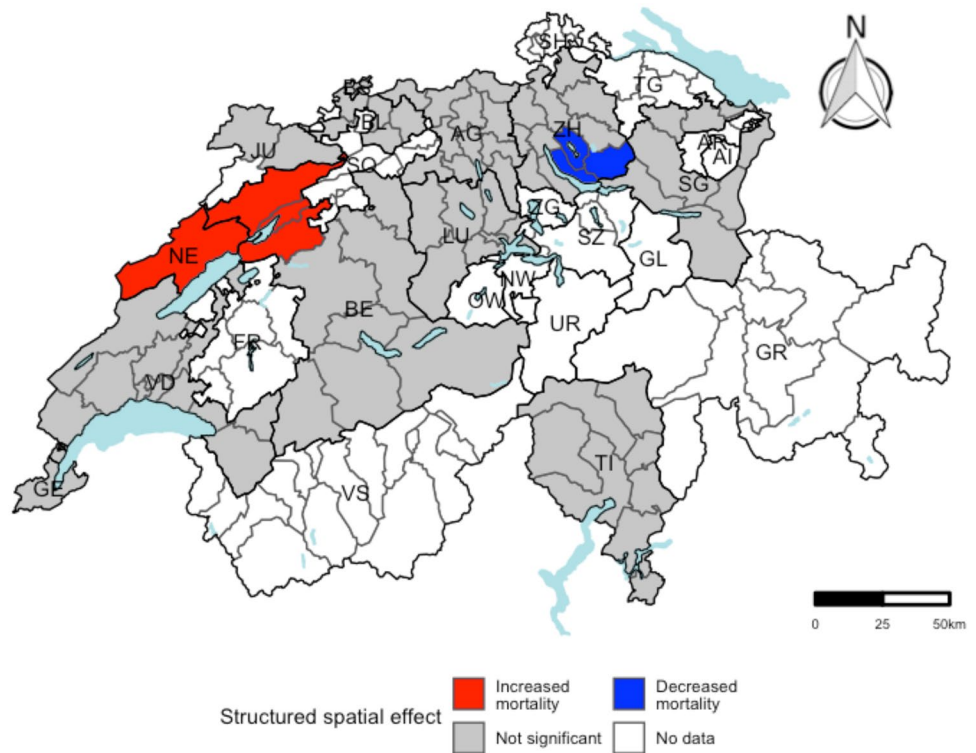 N
SH
TG
BS
BL
AG
ZH
JU
SO
AR
AI
SG
ZG
LU
SZ
NE
GL
NW
OW
BE
UR
FR
GR
VD
TI
GE
VS
0 25 50km
Structured spatial effect
Increased
mortality
Decreased
mortality
Not significant
No data